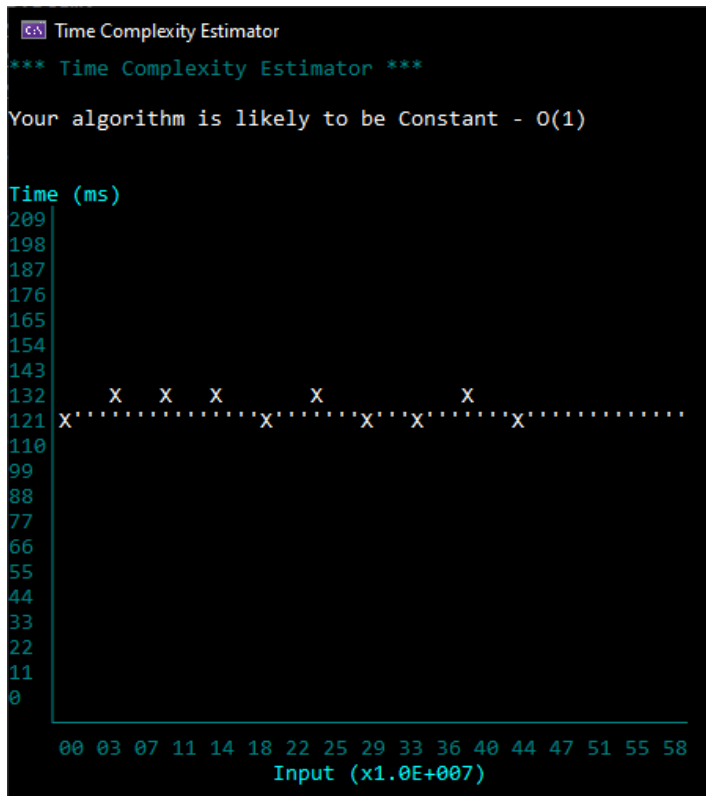 Time Complexity Estimator
*** Time Complexity Estimator ***
Your algorithm is likely to be Constant - O(1)
Time (ms)
209
198
187
176
165
154
143
132 X X X X X
121 X''''''''''''''''''X''''''''X'''X''''''''X''''''''''''''''
110
99
88
77
66
55
44
33
22
11
0
00 03 07 11 14 18 22 25 29 33 36 40 44 47 51 55 58
Input (x1.0E+007)